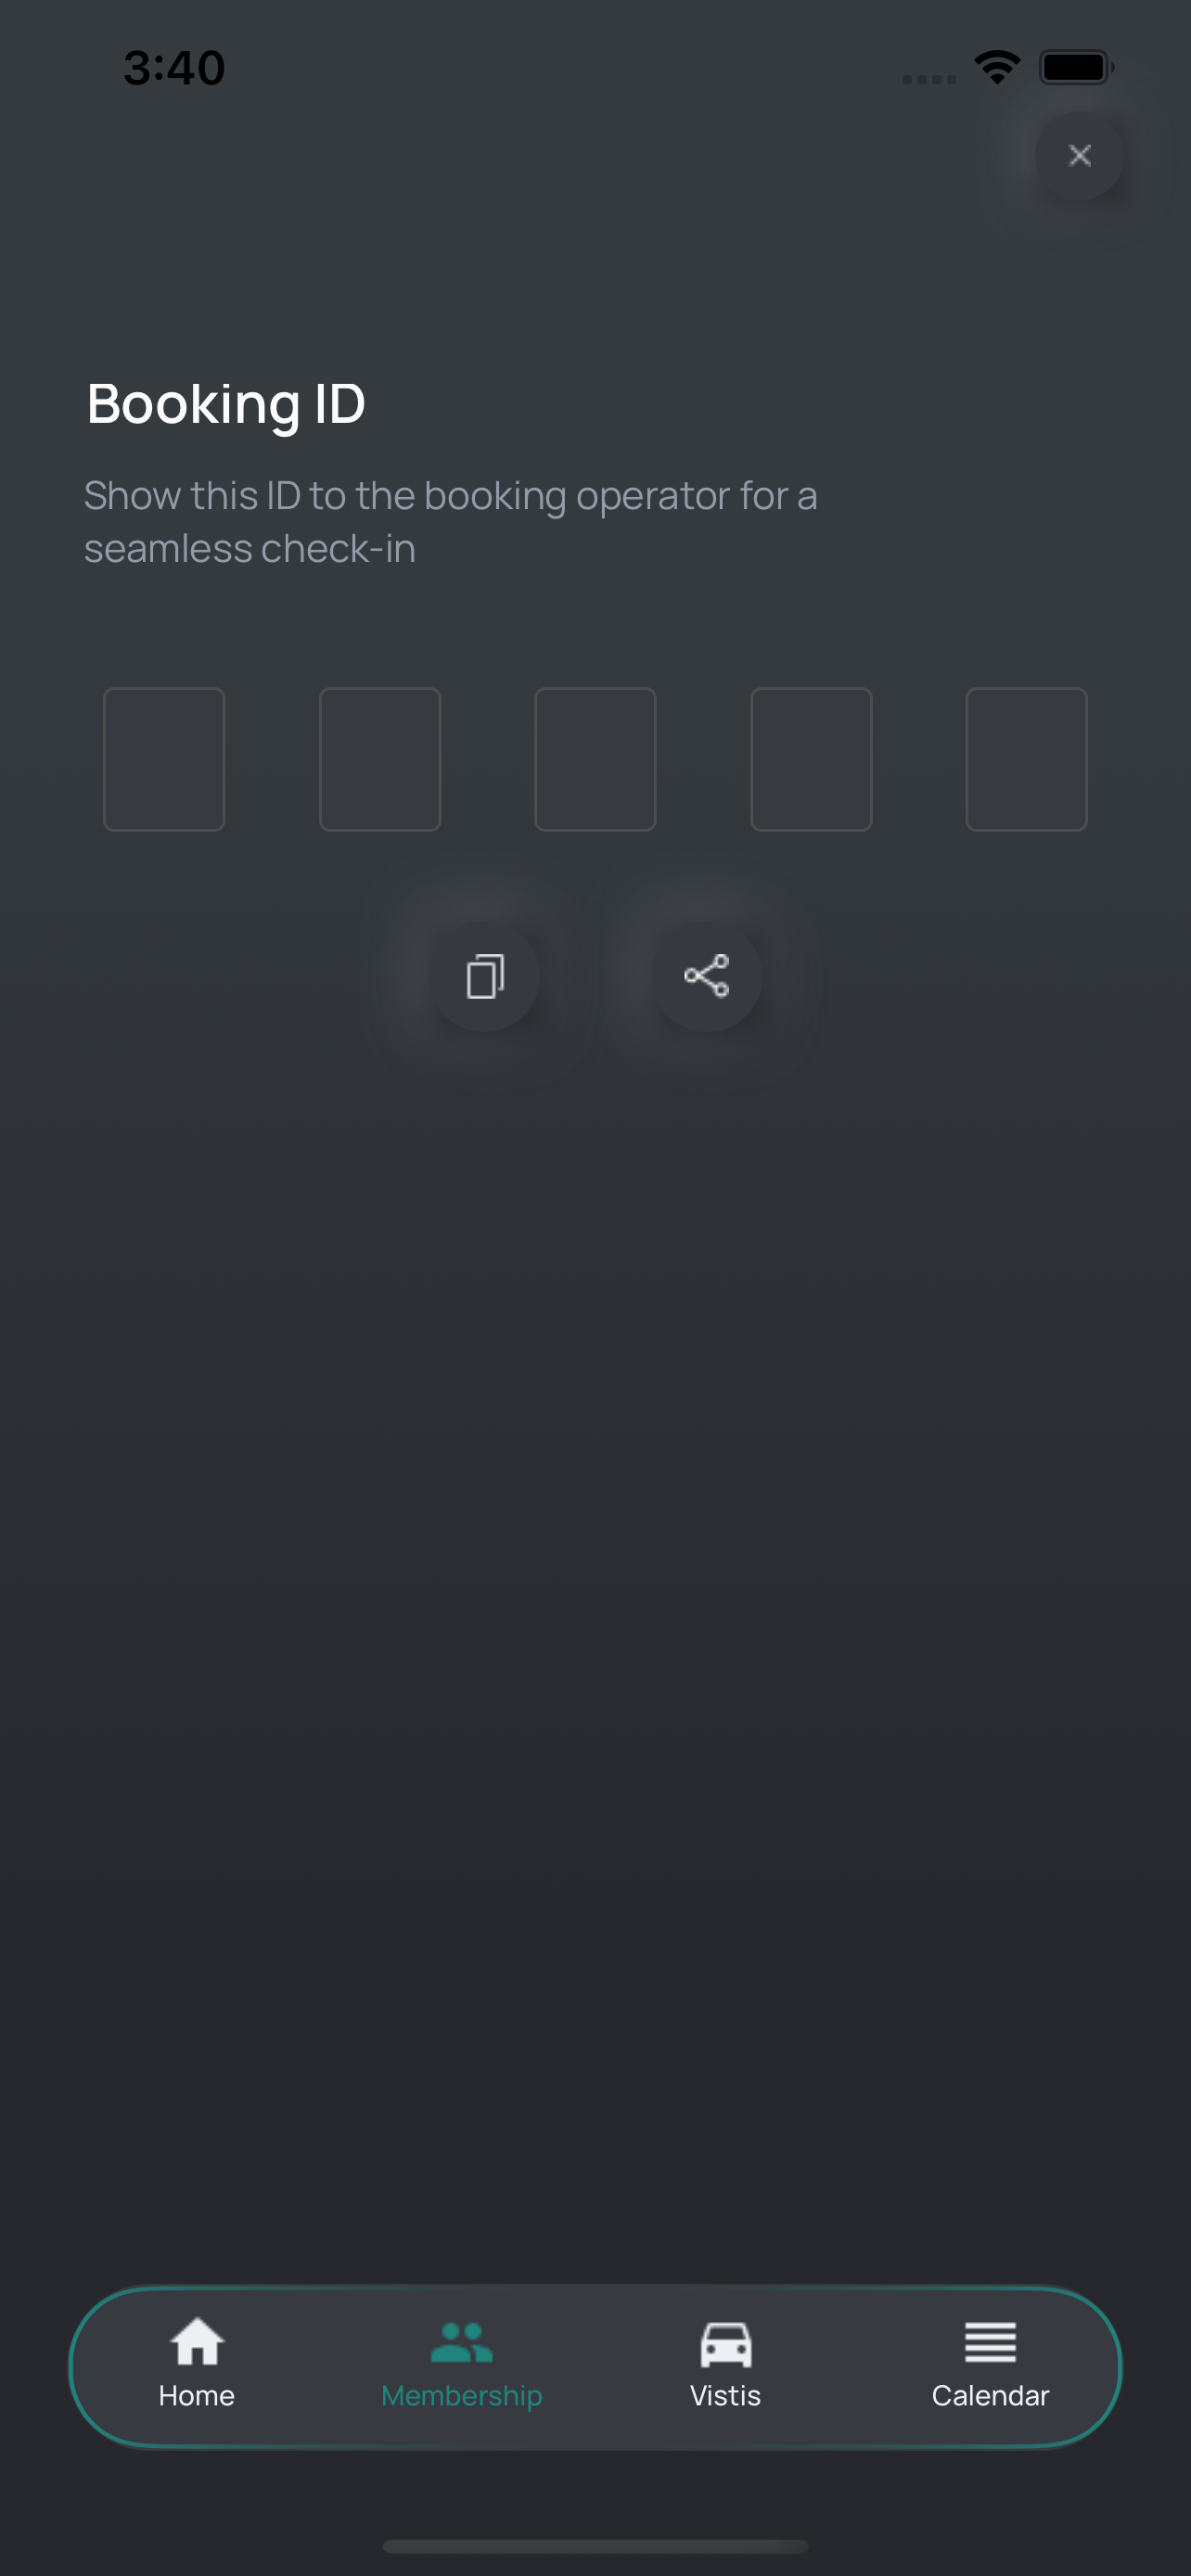 3:40
Booking ID
Show this ID to the booking operator for a
seamless check-in
Home
Membership
Vistis
Calendar